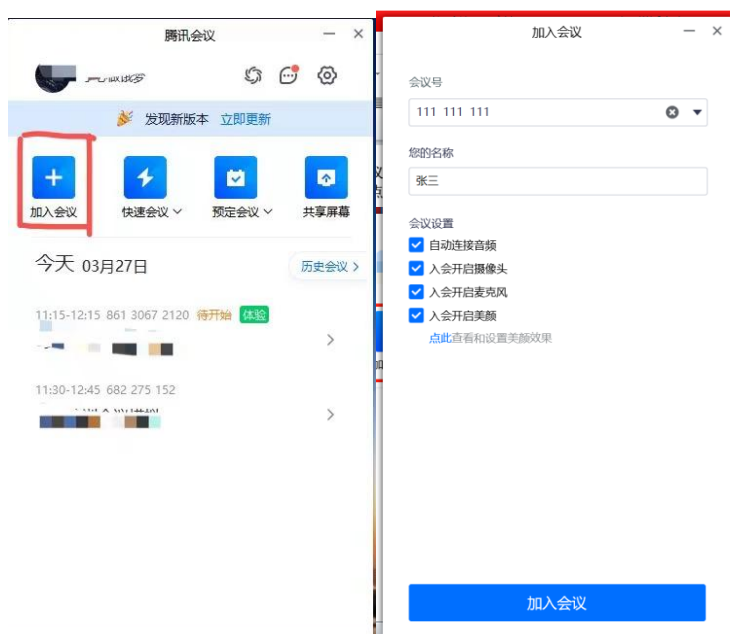 腾讯会议
发现新版本 立即更新
加入会议 快速会议 预定会议 共享屏幕
今天 03月27日 历史会议
11:15-12:15 861 3067 2120 待开始 体验
11:30-12:45 682 275 152
加入会议
会议号
111 111 111
您的名称
张三
会议设置
自动连接音频
入会开启摄像头
入会开启麦克风
入会开启美颜
点此查看和设置美颜效果
加入会议